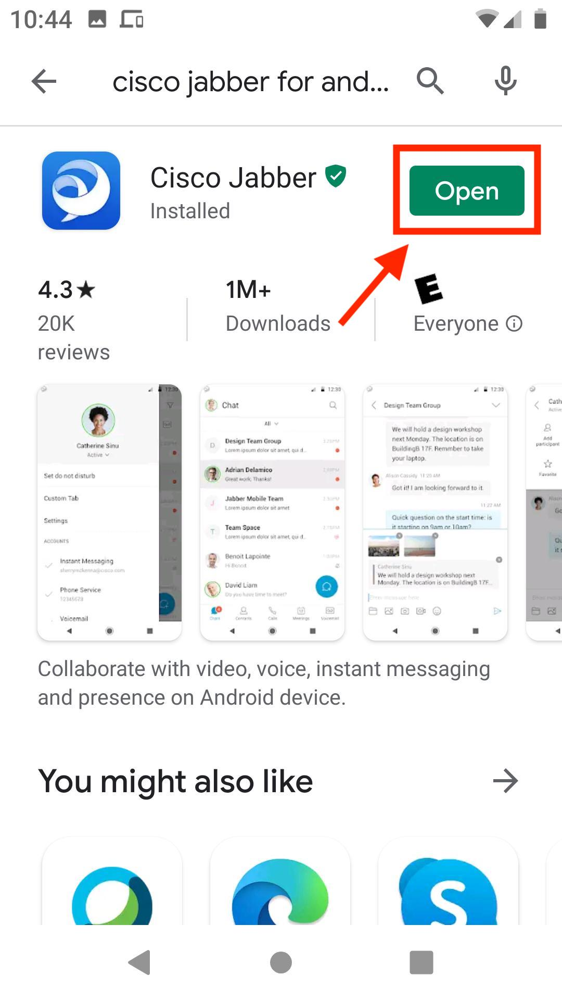 10:44
cisco jabber for and...
Cisco Jabber
Installed
Open
4.3★
20K
reviews
1M+
Downloads
E
Everyone
12:30
Catherine Sinu
Active
Set do not disturb
Custom Tab
Settings
ACCOUNTS
Instant Messaging
Phone Service
12345678
Voicemail
12:30
Chat
All
D
Design Team Group
Lorem ipsum dolor sit amet, qui d...
Adrian Delamico
Great work, Thanks!
J
Jabber Mobile Team
2:30PM
Lorem ipsum dolor sit amet
T
Team Space
2:15PM
Lorem ipsum dolor sit amet, qui d...
Benoit Lapointe
Hi Benoit
David Liam
Do you have time to meet?
Chats
Contacts
Calls
Meetings
Voicemail
12:30
Design Team Group
We will hold a design workshop
next Monday. The location is on
BuildingB 17F. Remmber to take
your laptop.
Alison Cassidy 11:20 AM
Got it! I am looking forward to it.
11:22 AM
Quick question on the start time: is
it starting on 9am or 10am?
Catherine Sinu
We will hold a design workshop next
Monday. The location is on BuildingB 17F...
Enter message here
Cath
Active
Add
participant
Favorite
Collaborate with video, voice, instant messaging
and presence on Android device.
You might also like
S